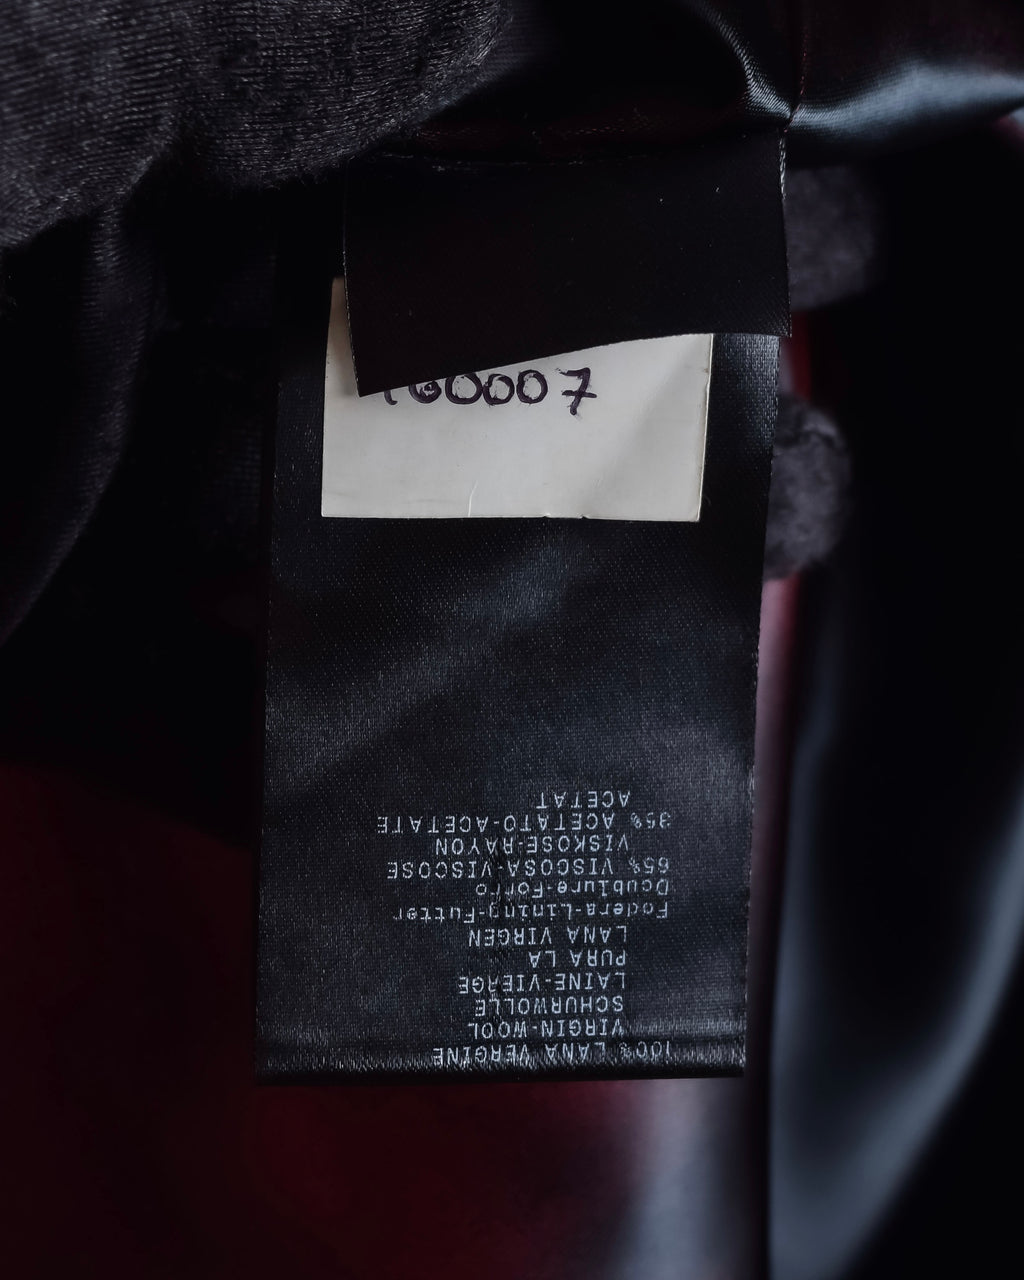 160007
100% LANA VERGINE
VIRGIN-WOOL
SCHURWOLLE
LAINE-VIERGE
PURA LA
LANA VIRGEN
Fodera-Lining-Futter
Doublure-Forro
65% VISCOSA-VISCOSE
VISKOSE-RAYON
35% ACETATO-ACETATE
ACETAT